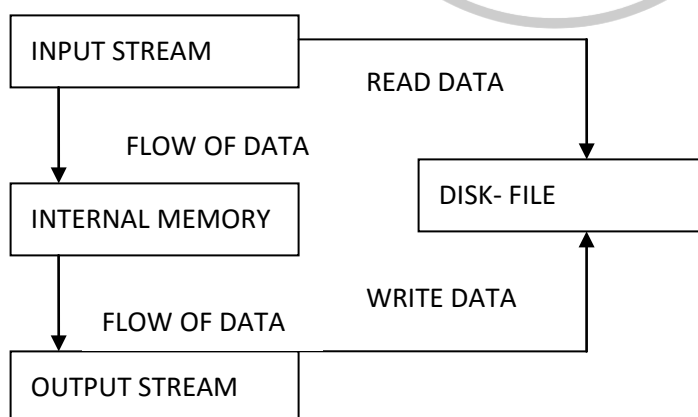 INPUT STREAM
READ DATA
FLOW OF DATA
DISK- FILE
INTERNAL MEMORY
WRITE DATA
FLOW OF DATA
OUTPUT STREAM